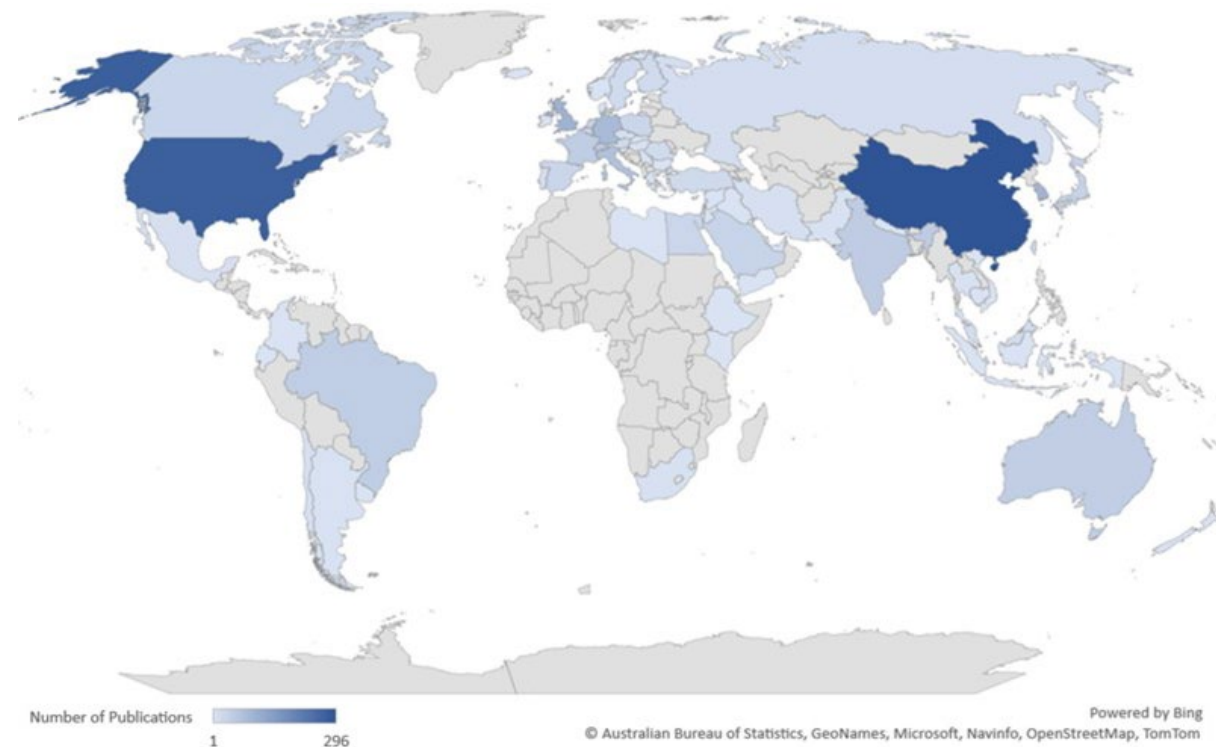 Number of Publications
1 296
Powered by Bing
© Australian Bureau of Statistics, GeoNames, Microsoft, Navinfo, OpenStreetMap, TomTom